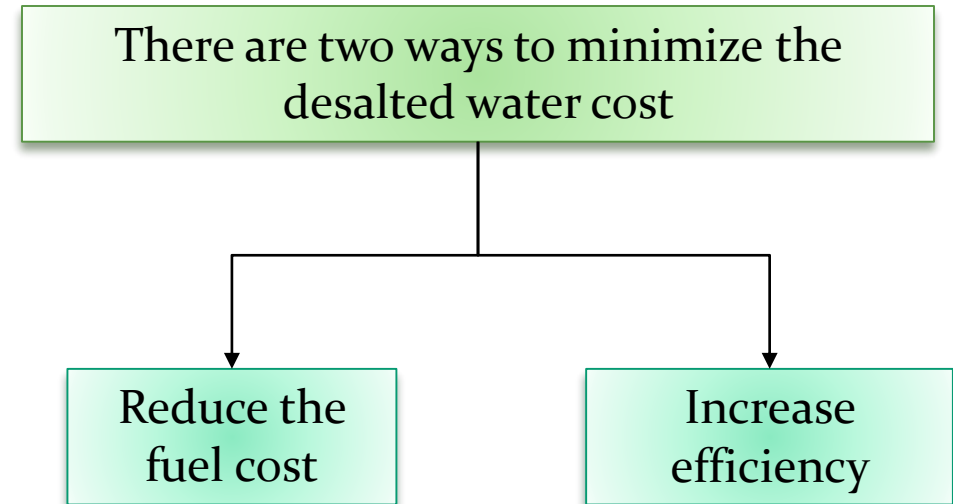 There are two ways to minimize the
desalted water cost
Reduce the
fuel cost
Increase
efficiency